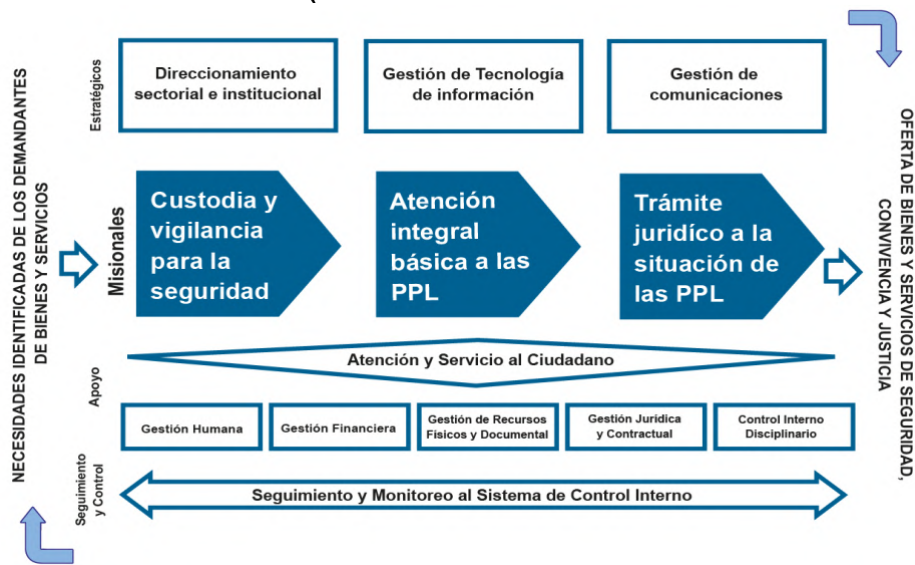 NECESIDADES IDENTIFICADAS DE LOS DEMANDANTES
DE BIENES Y SERVICIOS
Estratégicos
Direccionamiento
sectorial e institucional
Gestión de Tecnología
de información
Gestión de
comunicaciones
Misionales
Custodia y
vigilancia
para la
seguridad
Atención
integral
básica a las
PPL
Trámite
juridíco a la
situación de
las PPL
Apoyo
Atención y Servicio al Ciudadano
Gestión Humana
Gestión Financiera
Gestión de Recursos
Físicos y Documental
Gestión Jurídica
y Contractual
Control Interno
Disciplinario
Seguimiento
y Control
Seguimiento y Monitoreo al Sistema de Control Interno
OFERTA DE BIENES Y SERVICIOS DE SEGURIDAD,
CONVIVENCIA Y JUSTICIA